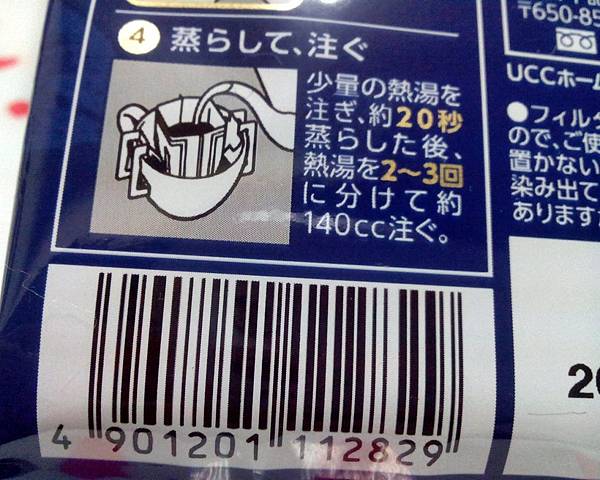 4 蒸らして、注ぐ
少量の熱湯を
注ぎ、約20秒
蒸らした後、
熱湯を2〜3回
に分けて約
140cc注ぐ。
4 901201 112829
〒650-85
UCCホーム
●フィルタ
ので、ご使
置かない
染み出て
あります
20